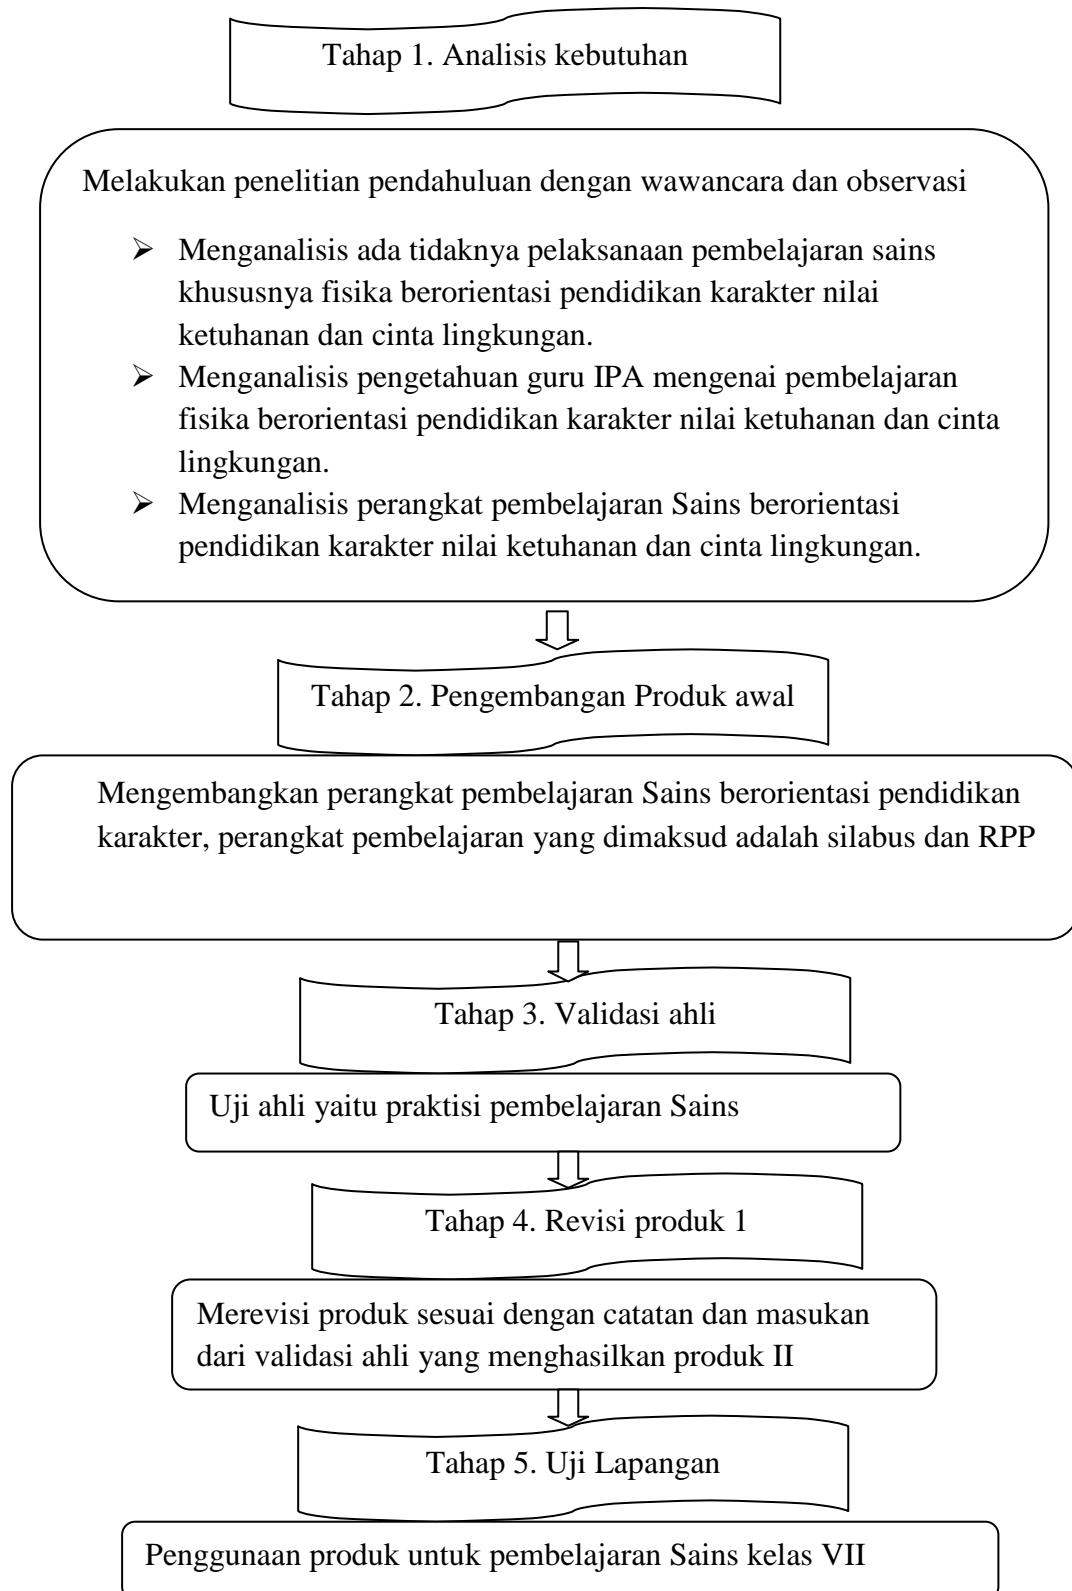 Tahap 1. Analisis kebutuhan
Melakukan penelitian pendahuluan dengan wawancara dan observasi
➢ Menganalisis ada tidaknya pelaksanaan pembelajaran sains
khususnya fisika berorientasi pendidikan karakter nilai
ketuhanan dan cinta lingkungan.
➢ Menganalisis pengetahuan guru IPA mengenai pembelajaran
fisika berorientasi pendidikan karakter nilai ketuhanan dan cinta
lingkungan.
➢ Menganalisis perangkat pembelajaran Sains berorientasi
pendidikan karakter nilai ketuhanan dan cinta lingkungan.
Tahap 2. Pengembangan Produk awal
Mengembangkan perangkat pembelajaran Sains berorientasi pendidikan
karakter, perangkat pembelajaran yang dimaksud adalah silabus dan RPP
Tahap 3. Validasi ahli
Uji ahli yaitu praktisi pembelajaran Sains
Tahap 4. Revisi produk 1
Merevisi produk sesuai dengan catatan dan masukan
dari validasi ahli yang menghasilkan produk II
Tahap 5. Uji Lapangan
Penggunaan produk untuk pembelajaran Sains kelas VII